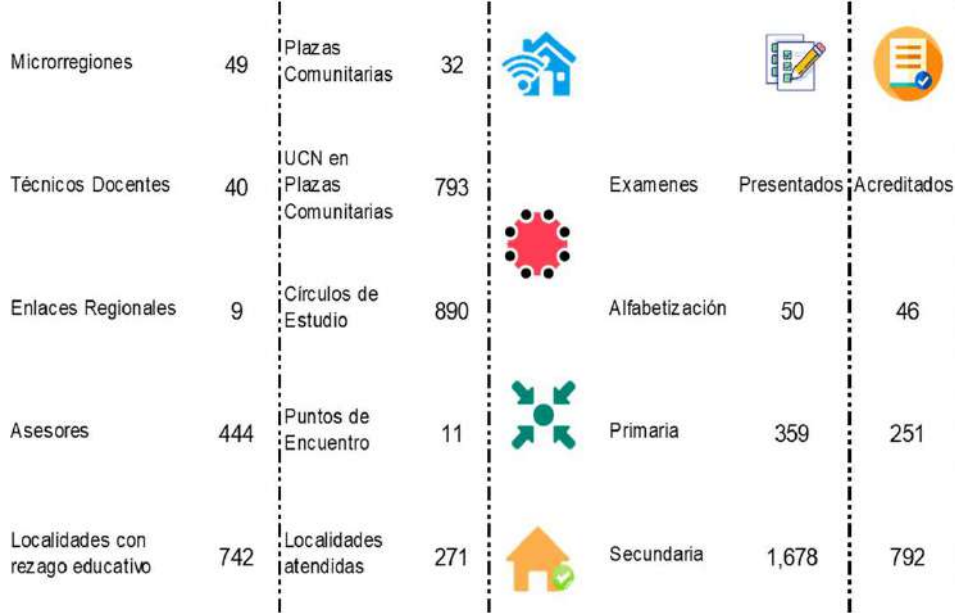 Microrregiones 49 Plazas
Comunitarias 32
Técnicos Docentes 40 UCN en
Plazas
Comunitarias 793 Examenes Presentados Acreditados
Enlaces Regionales 9 Círculos de
Estudio 890 Alfabetización 50 46
Asesores 444 Puntos de
Encuentro 11 Primaria 359 251
Localidades con
rezago educativo 742 Localidades
atendidas 271 Secundaria 1,678 792